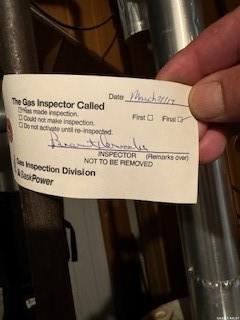 Date March 21/17
The Gas Inspector Called
Has made inspection.
Could not make inspection.
First Final
Do not activate until re-inspected.
INSPECTOR (Remarks over)
NOT TO BE REMOVED
Gas Inspection Division
SaskPower